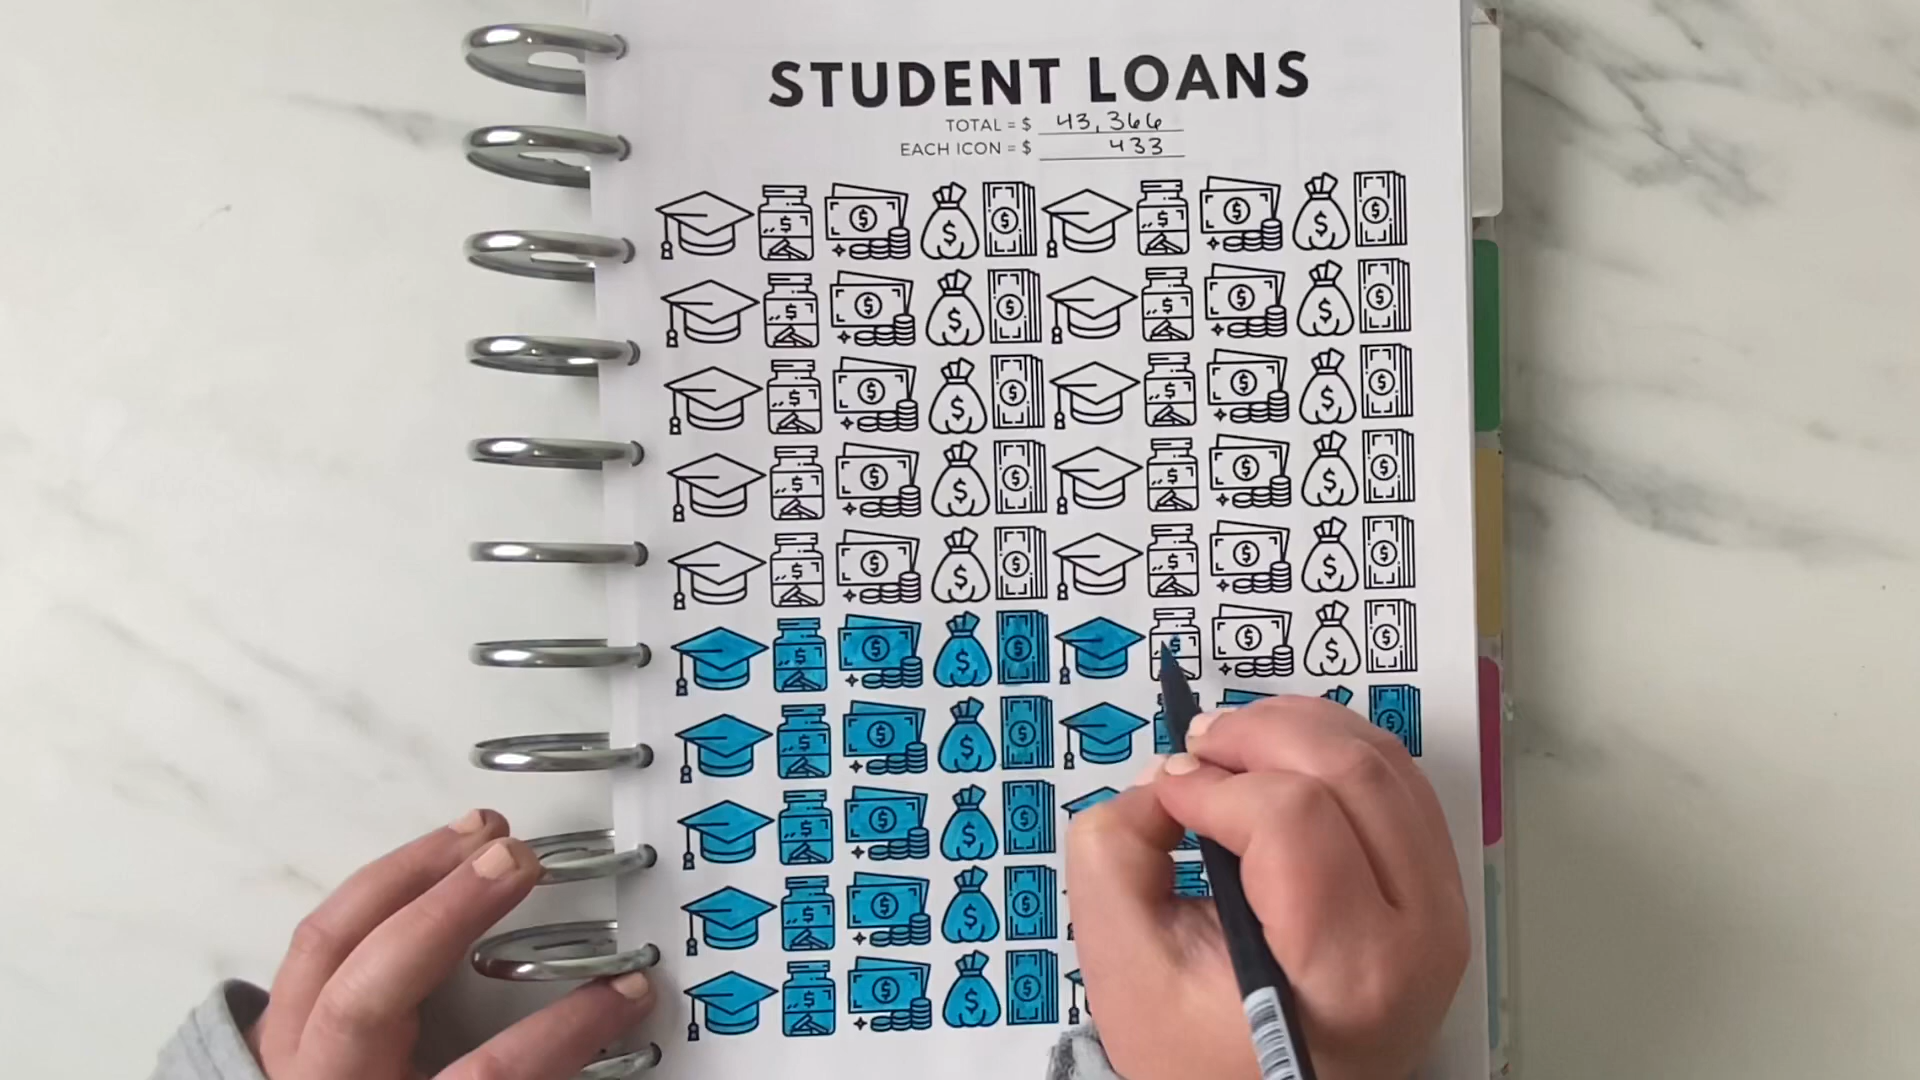 STUDENT LOANS
TOTAL = $ 43,366
EACH ICON = $ 433